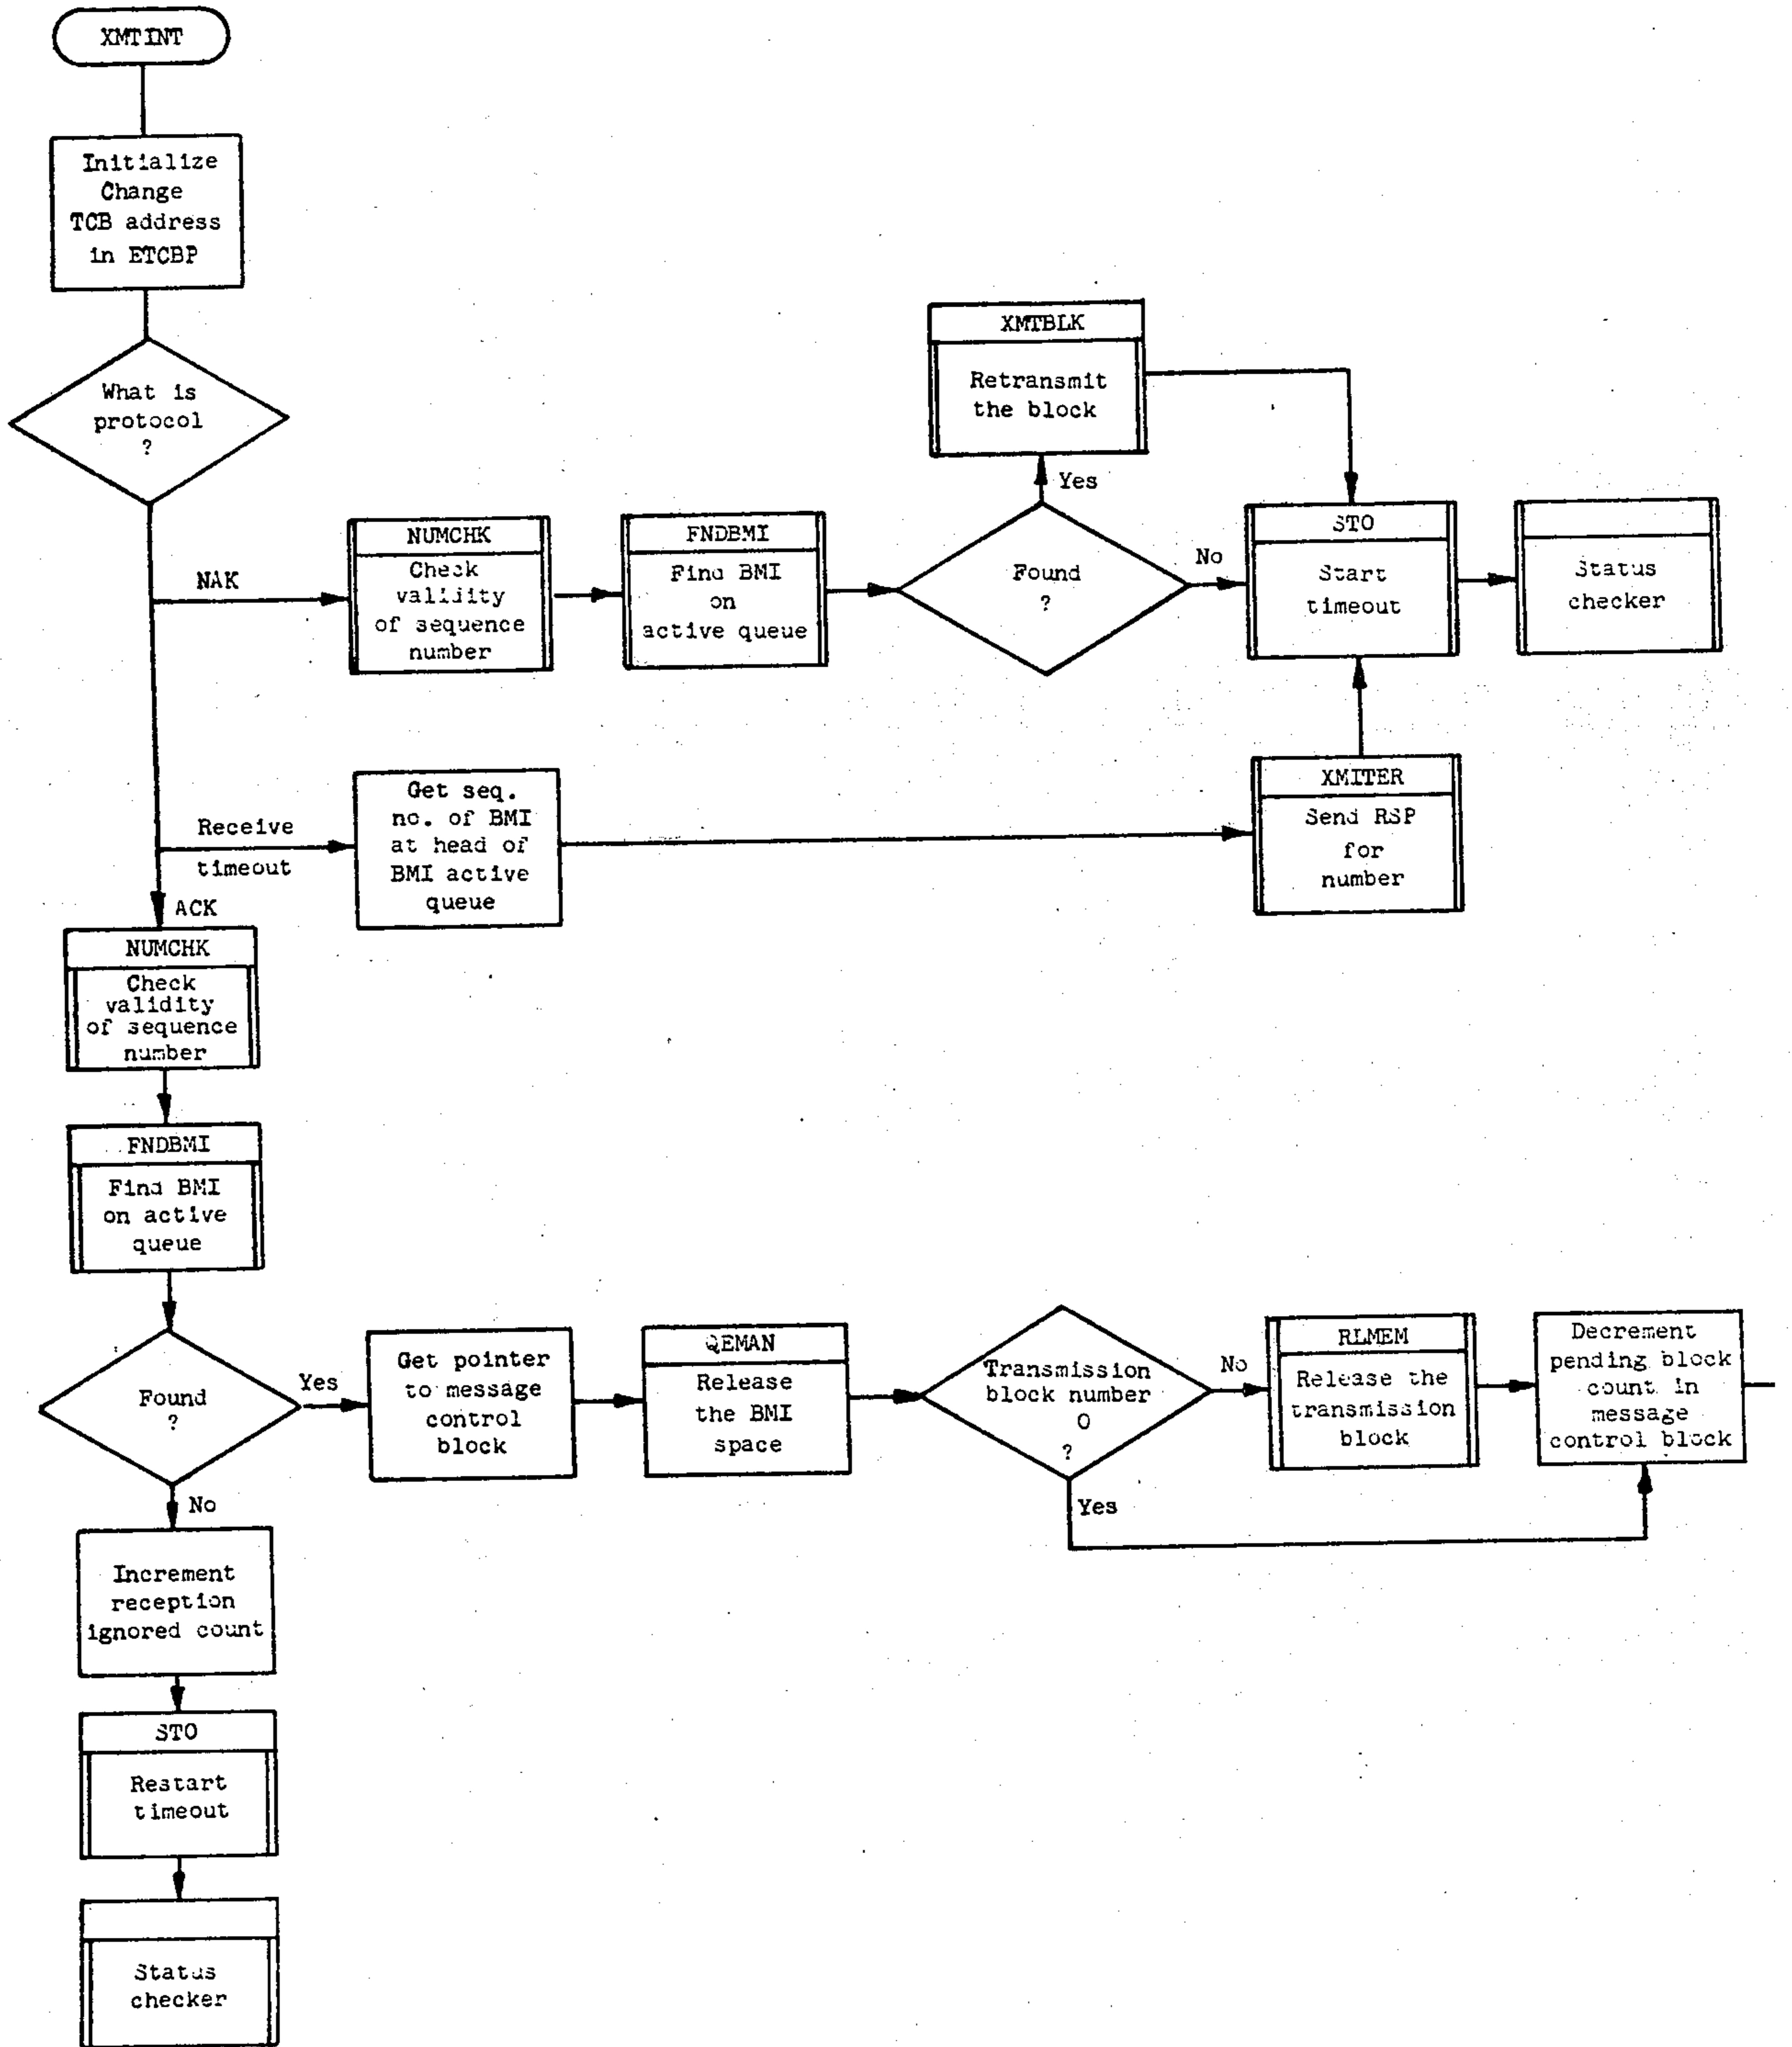 XMTINT
Initialize
Change
TCB address
in ETCBP
What is
protocol
?
XMTBLK
Retransmit
the block
Yes
NAK
NUMCHK
Check
validity
of sequence
number
FNDBMI
Find BMI
on
active queue
Found
?
No
STO
Start
timeout
Status
checker
Receive
timeout
Get seq.
no. of BMI
at head of
BMI active
queue
XMITER
Send RSP
for
number
ACK
NUMCHK
Check
validity
of sequence
number
FNDBMI
Find BMI
on active
queue
Found
?
Yes
Get pointer
to message
control
block
QEMAN
Release
the BMI
space
Transmission
block number
0
?
No
RLMEM
Release the
transmission
block
Decrement
pending block
count in
message
control block
Yes
No
Increment
reception
ignored count
STO
Restart
timeout
Status
checker